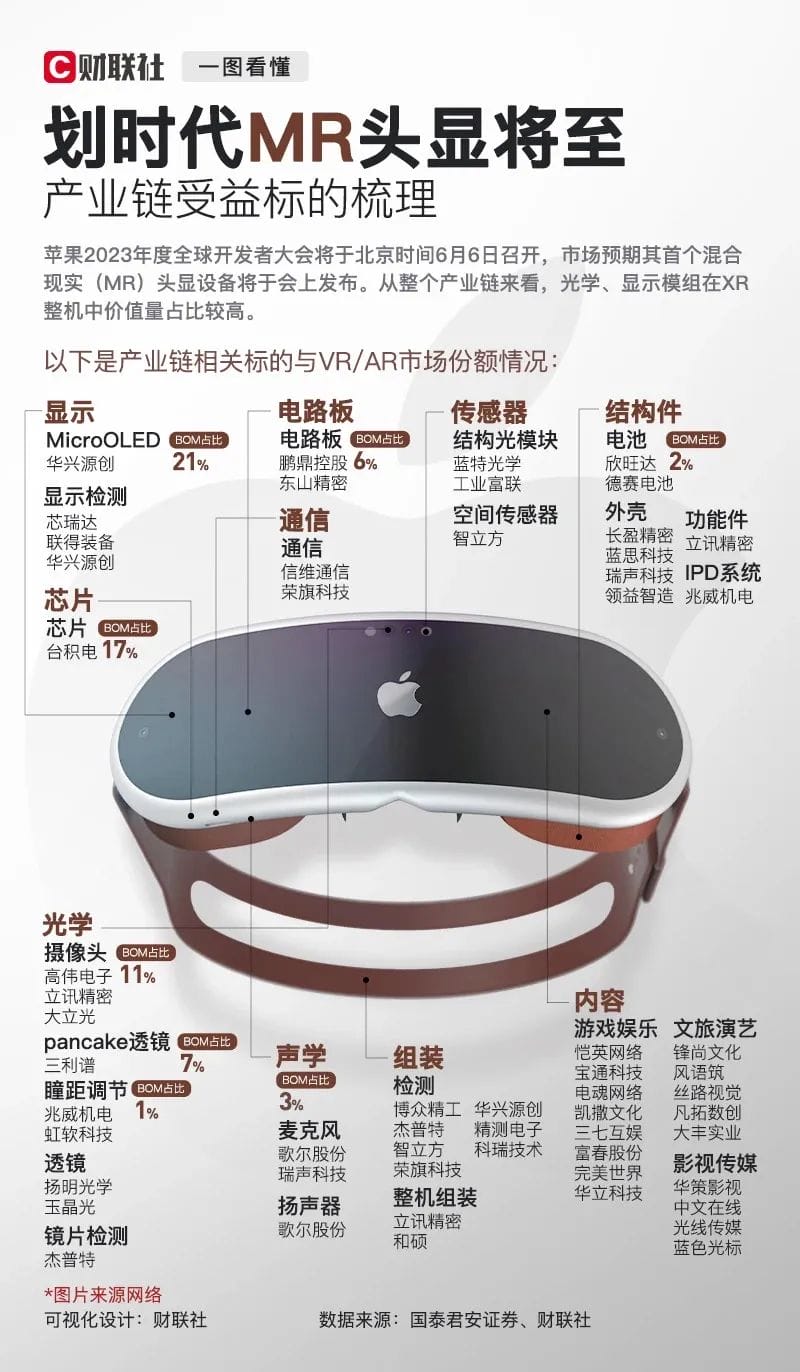 C 财联社 一图看懂
划时代MR头显将至
产业链受益标的梳理
苹果2023年度全球开发者大会将于北京时间6月6日召开，市场预期其首个混合
现实（MR）头显设备将于会上发布。从整个产业链来看，光学、显示模组在XR
整机中价值量占比较高。
以下是产业链相关标的与VR/AR市场份额情况：
显示
MicroOLED BOM占比
华兴源创 21%
显示检测
芯瑞达
联得装备
华兴源创
芯片
芯片 BOM占比
台积电 17%
电路板
电路板 BOM占比
鹏鼎控股 6%
东山精密
通信
通信
信维通信
荣旗科技
传感器
结构光模块
蓝特光学
工业富联
空间传感器
智立方
结构件
电池 BOM占比
欣旺达 2%
德赛电池
外壳
长盈精密
蓝思科技
瑞声科技
领益智造
功能件
立讯精密
IPD系统
兆威机电
光学
摄像头 BOM占比
高伟电子 11%
立讯精密
大立光
pancake透镜 BOM占比
三利谱 7%
瞳距调节 BOM占比
兆威机电 1%
虹软科技
透镜
扬明光学
玉晶光
镜片检测
杰普特
声学
BOM占比
3%
麦克风
歌尔股份
瑞声科技
扬声器
歌尔股份
组装
检测
博众精工 华兴源创
杰普特 精测电子
智立方 科瑞技术
荣旗科技
整机组装
立讯精密
和硕
内容
游戏娱乐
恺英网络
宝通科技
电魂网络
凯撒文化
三七互娱
富春股份
完美世界
华立科技
文旅演艺
锋尚文化
风语筑
丝路视觉
凡拓数创
大丰实业
影视传媒
华策影视
中文在线
光线传媒
蓝色光标
*图片来源网络
可视化设计：财联社 数据来源：国泰君安证券、财联社